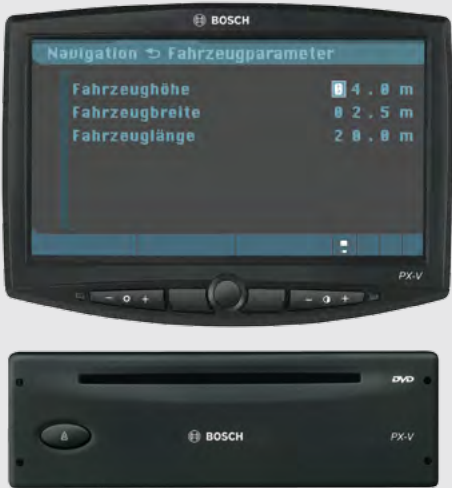 BOSCH
Navigation ⮌ Fahrzeugparameter
Fahrzeughöhe 04.0 m
Fahrzeugbreite 02.5 m
Fahrzeuglänge 20.0 m
PX-V
− +
− +
DVD
BOSCH
PX-V